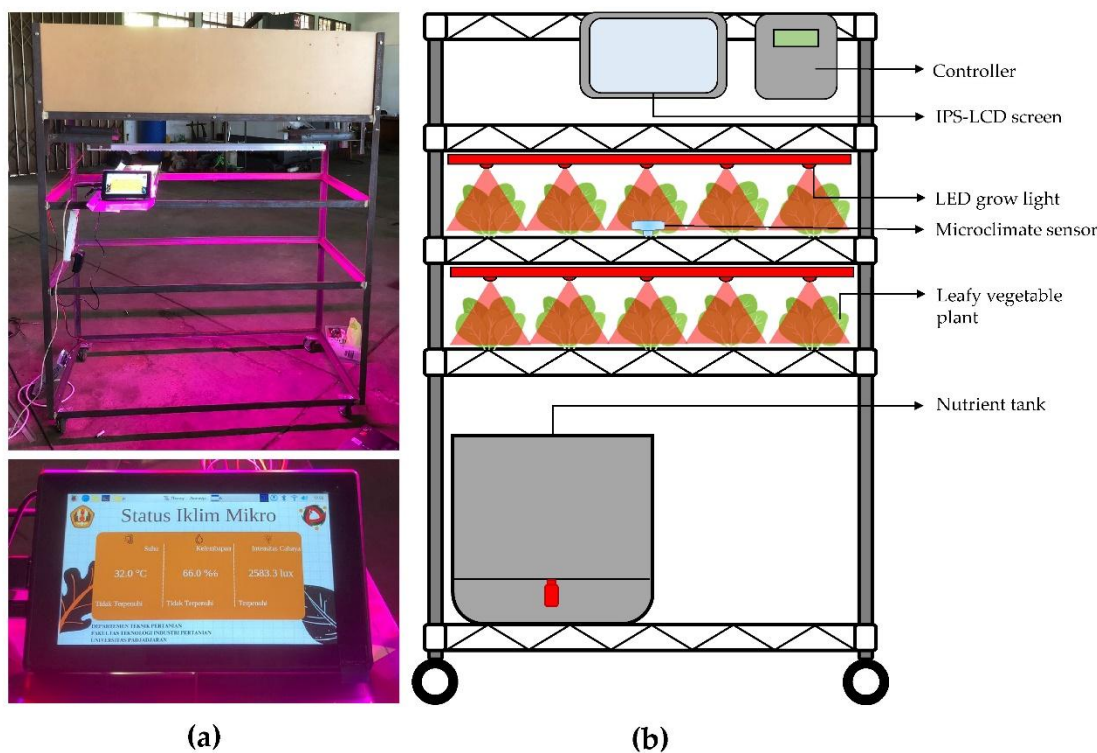 Status Iklim Mikro
Suhu
Kelembapan
Intensitas Cahaya
32.0 °C
66.0 %%
2583.3 lux
Tidak Terpenuhi
Tidak Terpenuhi
Terpenuhi
DEPARTEMEN TEKNIK PERTANIAN
FAKULTAS TEKNOLOGI INDUSTRI PERTANIAN
UNIVERSITAS PADJADJARAN
(a)
Controller
IPS-LCD screen
LED grow light
Microclimate sensor
Leafy vegetable
plant
Nutrient tank
(b)